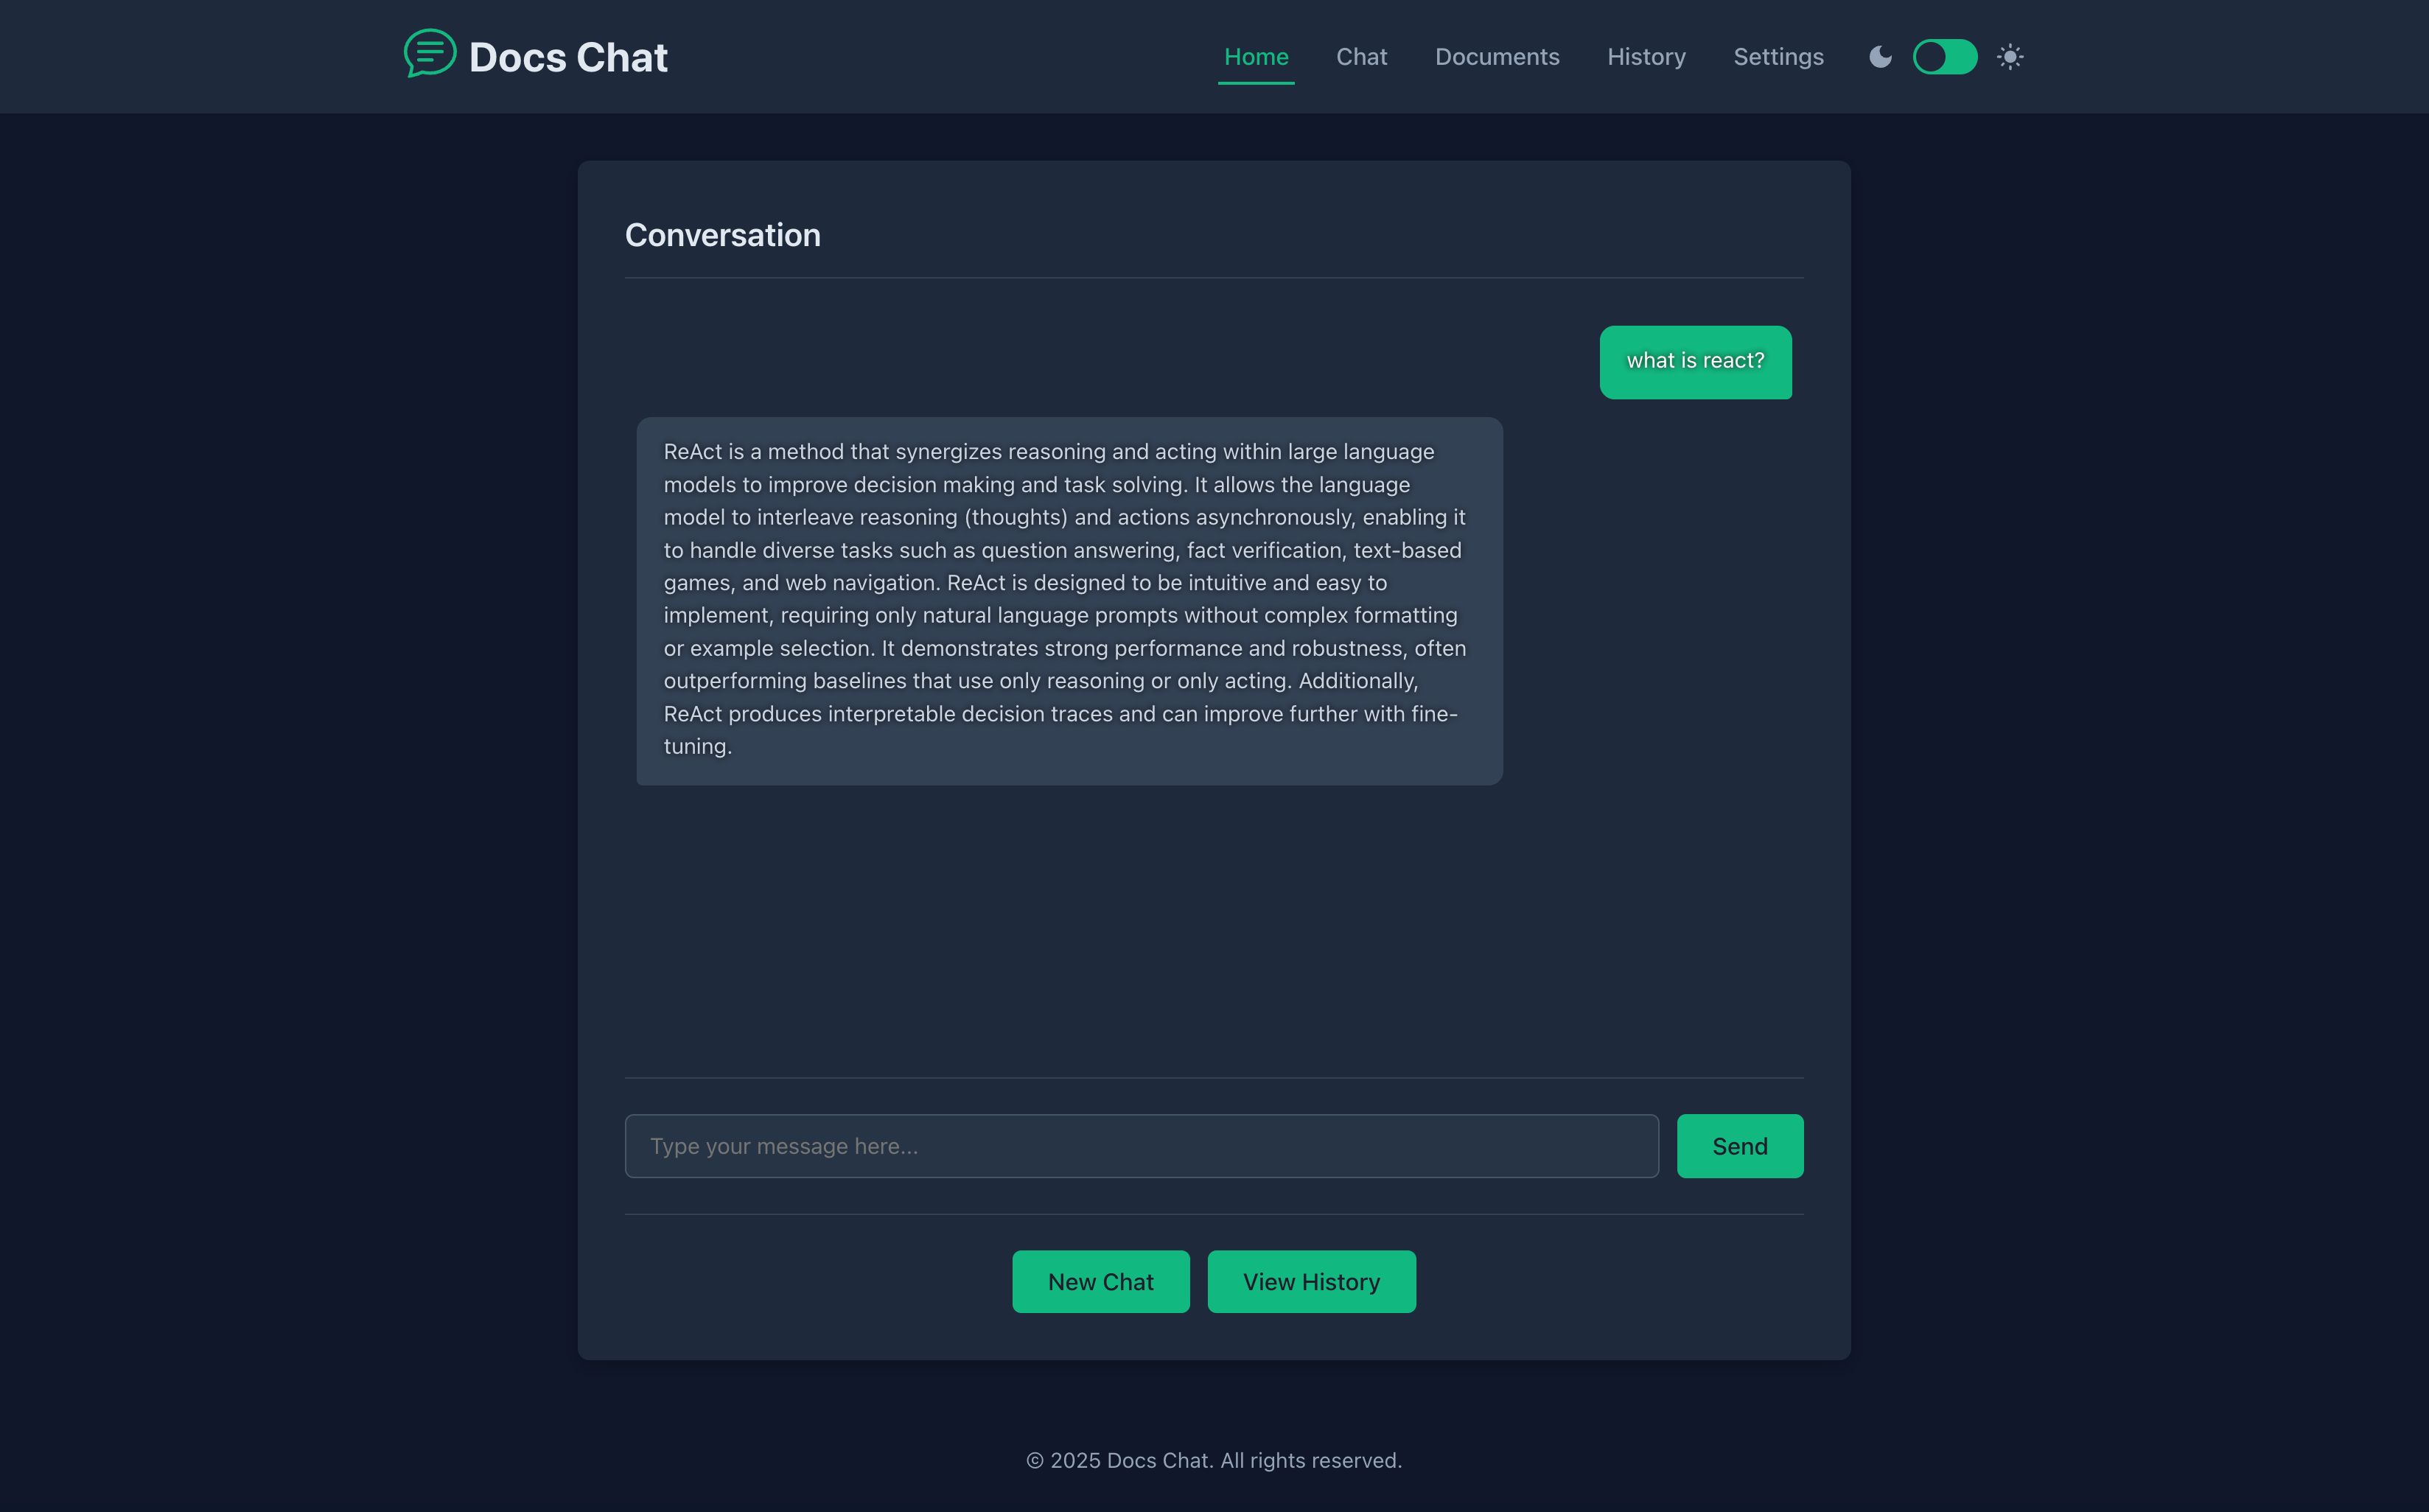 Docs Chat
Home Chat Documents History Settings
Conversation
what is react?
ReAct is a method that synergizes reasoning and acting within large language
models to improve decision making and task solving. It allows the language
model to interleave reasoning (thoughts) and actions asynchronously, enabling it
to handle diverse tasks such as question answering, fact verification, text-based
games, and web navigation. ReAct is designed to be intuitive and easy to
implement, requiring only natural language prompts without complex formatting
or example selection. It demonstrates strong performance and robustness, often
outperforming baselines that use only reasoning or only acting. Additionally,
ReAct produces interpretable decision traces and can improve further with fine-
tuning.
Type your message here...
Send
New Chat
View History
© 2025 Docs Chat. All rights reserved.